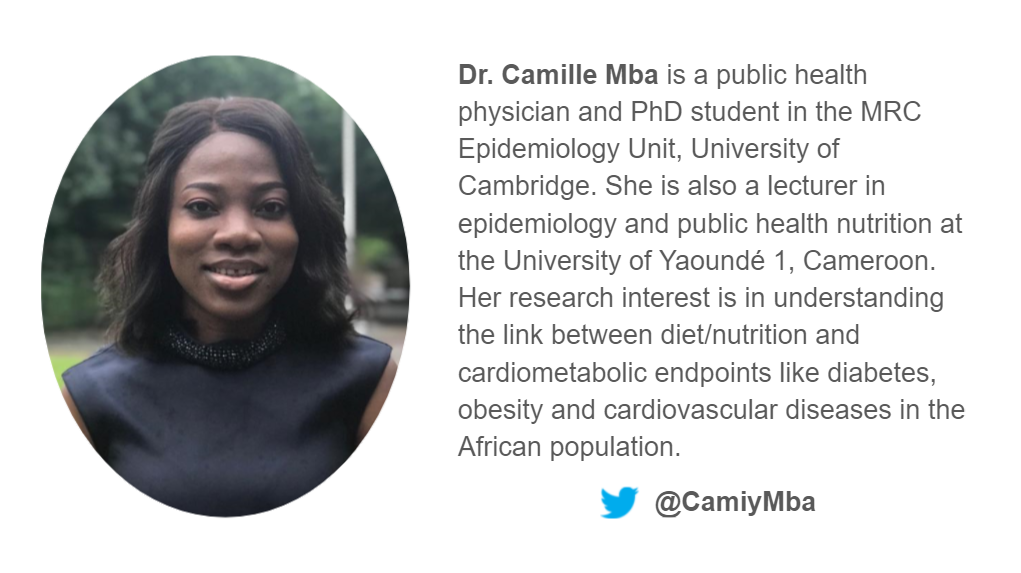 Dr. Camille Mba is a public health
physician and PhD student in the MRC
Epidemiology Unit, University of
Cambridge. She is also a lecturer in
epidemiology and public health nutrition at
the University of Yaoundé 1, Cameroon.
Her research interest is in understanding
the link between diet/nutrition and
cardiometabolic endpoints like diabetes,
obesity and cardiovascular diseases in the
African population.
@CamiyMba